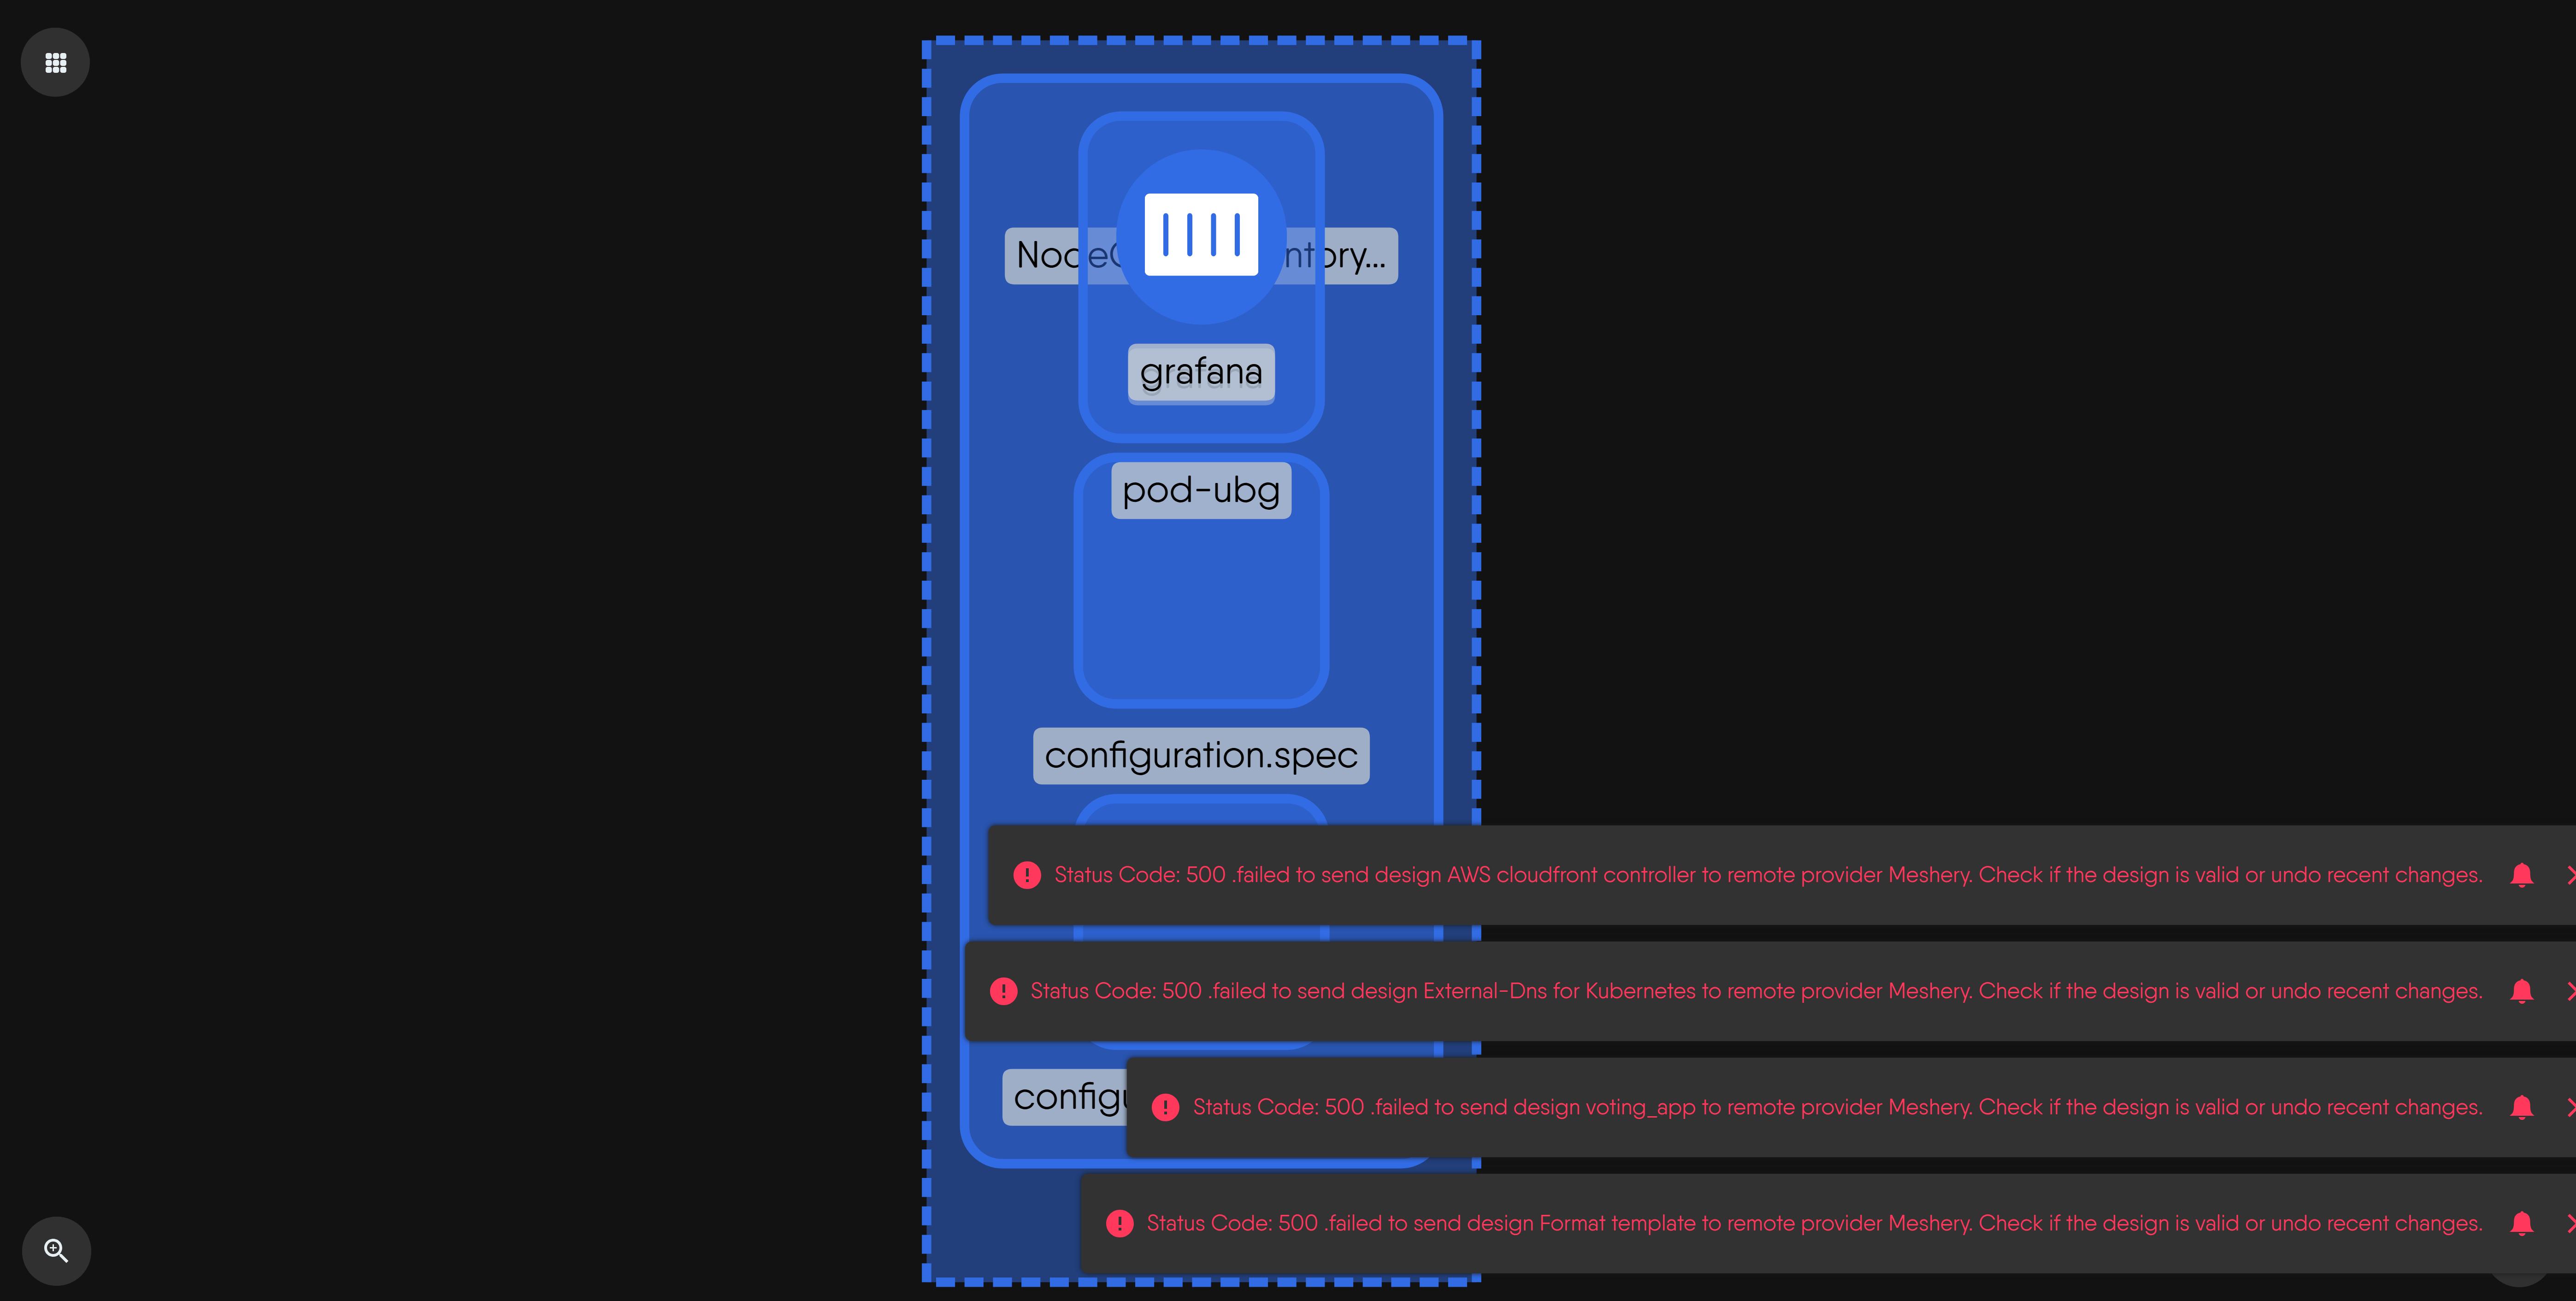 NodeC ntory...
grafana
pod-ubg
configuration.spec
Status Code: 500 .failed to send design AWS cloudfront controller to remote provider Meshery. Check if the design is valid or undo recent changes.
Status Code: 500 .failed to send design External-Dns for Kubernetes to remote provider Meshery. Check if the design is valid or undo recent changes.
configu
Status Code: 500 .failed to send design voting_app to remote provider Meshery. Check if the design is valid or undo recent changes.
Status Code: 500 .failed to send design Format template to remote provider Meshery. Check if the design is valid or undo recent changes.